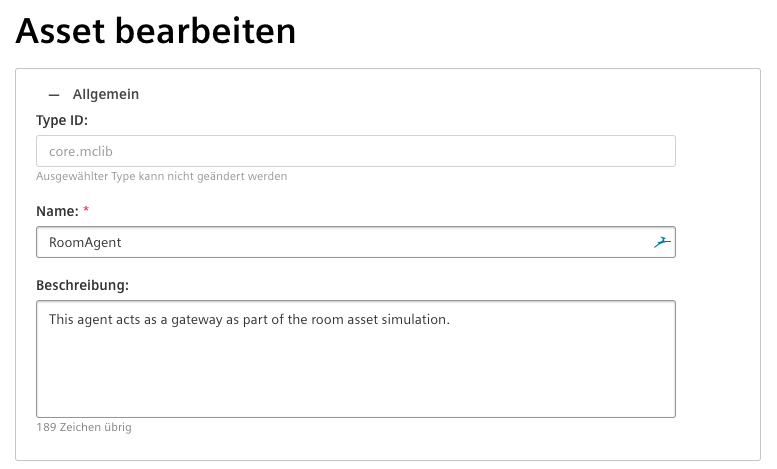 Asset bearbeiten
— Allgemein
Type ID:
core.mclib
Ausgewählter Type kann nicht geändert werden
Name: *
RoomAgent
Beschreibung:
This agent acts as a gateway as part of the room asset simulation.
189 Zeichen übrig